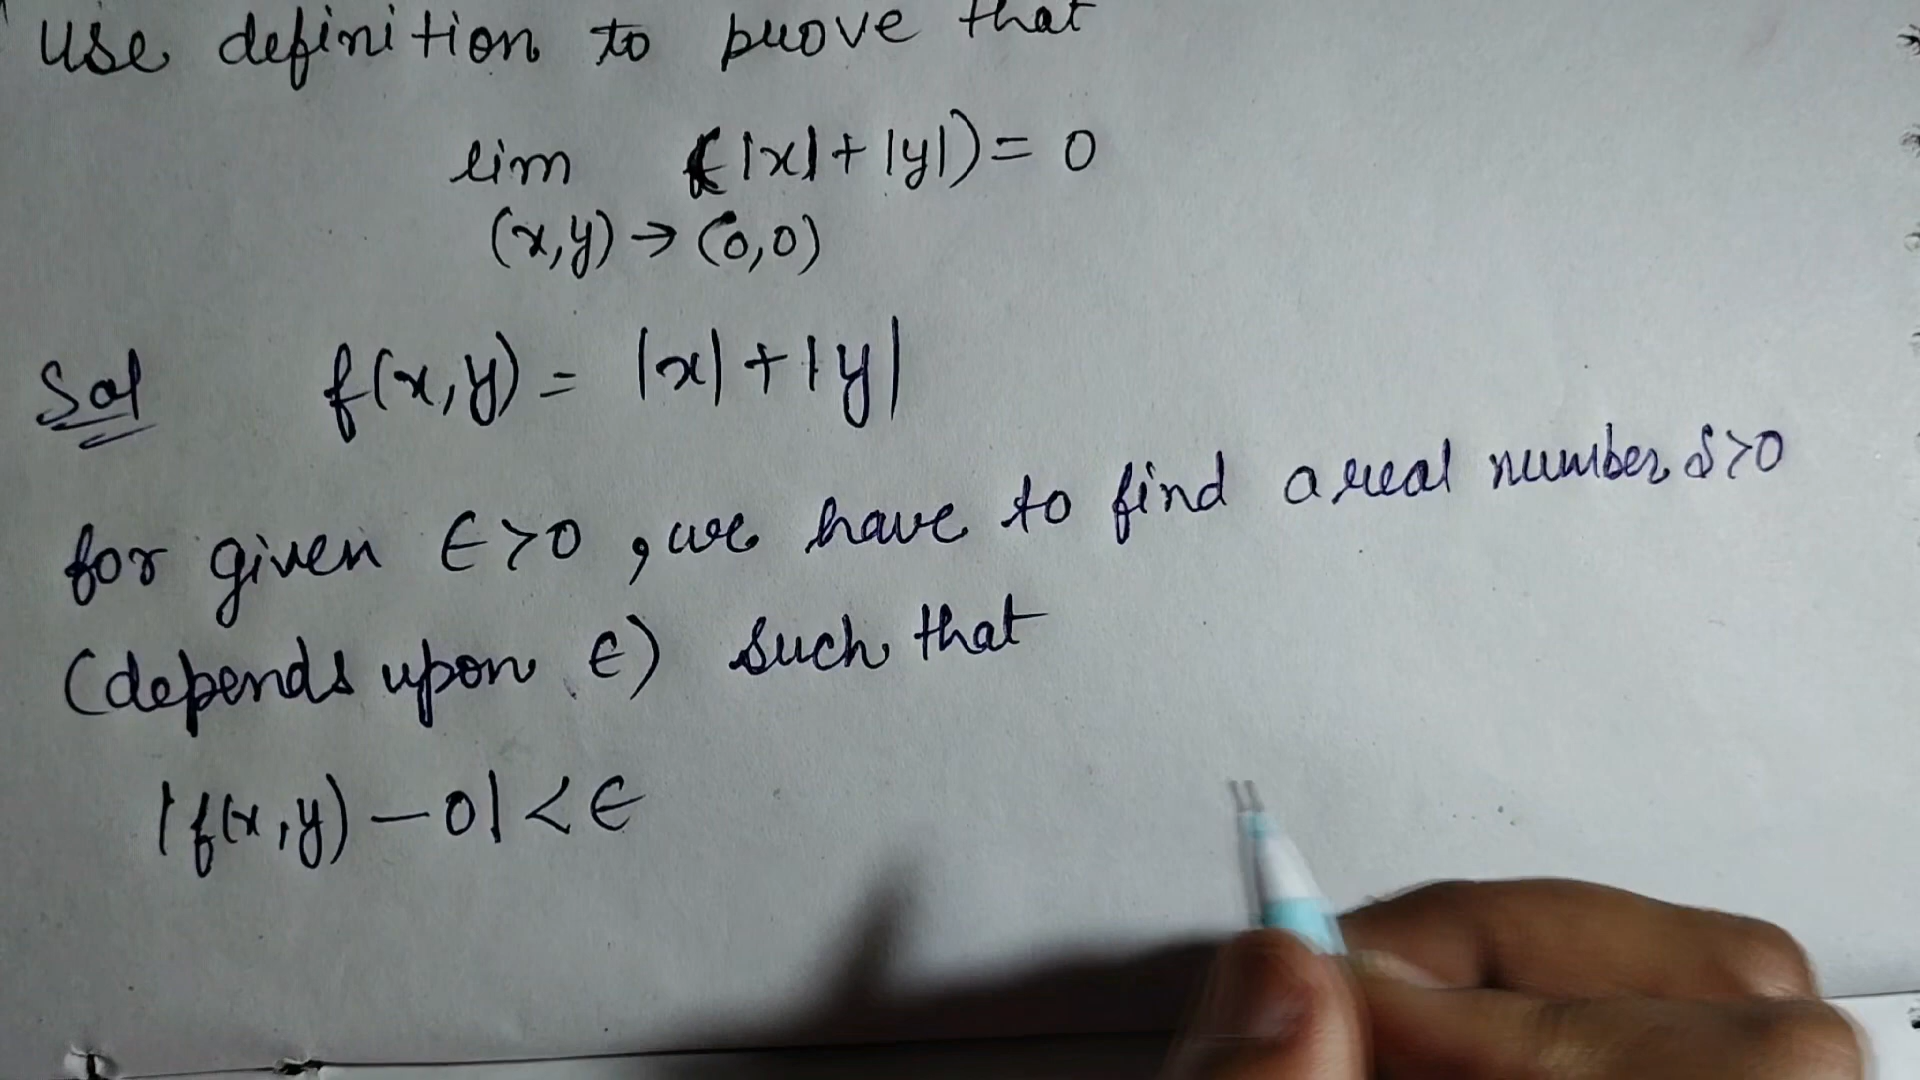 Use definition to prove that
lim (|x|+|y|) = 0
(x,y) → (0,0)
Sol f(x,y) = |x|+|y|
for given ∈>0, we have to find a real number δ>0
(depends upon ∈) such that
|f(x,y) – 0| < ∈